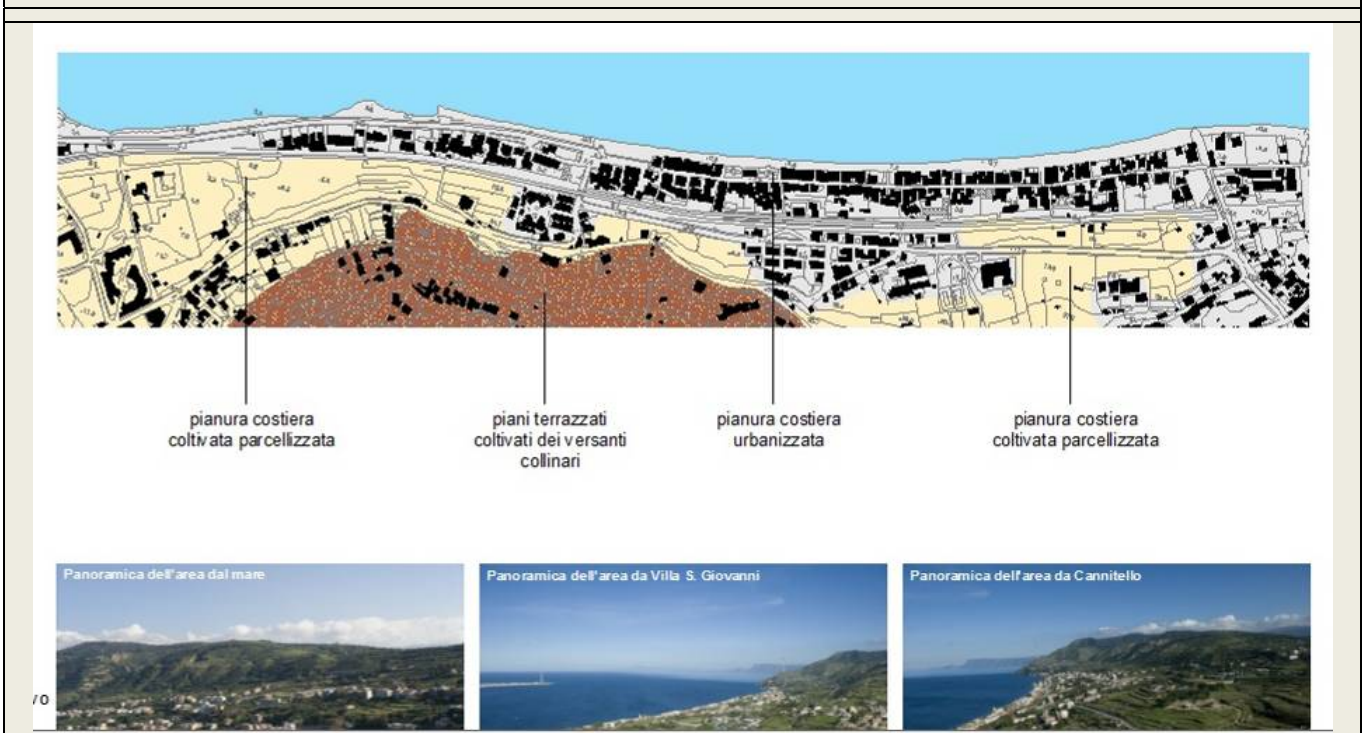 pianura costiera
coltivata parcellizzata
piani terrazzati
coltivati dei versanti
collinari
pianura costiera
urbanizzata
pianura costiera
coltivata parcellizzata
Panoramica dell'area dal mare
Panoramica dell'area da Villa S. Giovanni
Panoramica dell'area da Cannitello